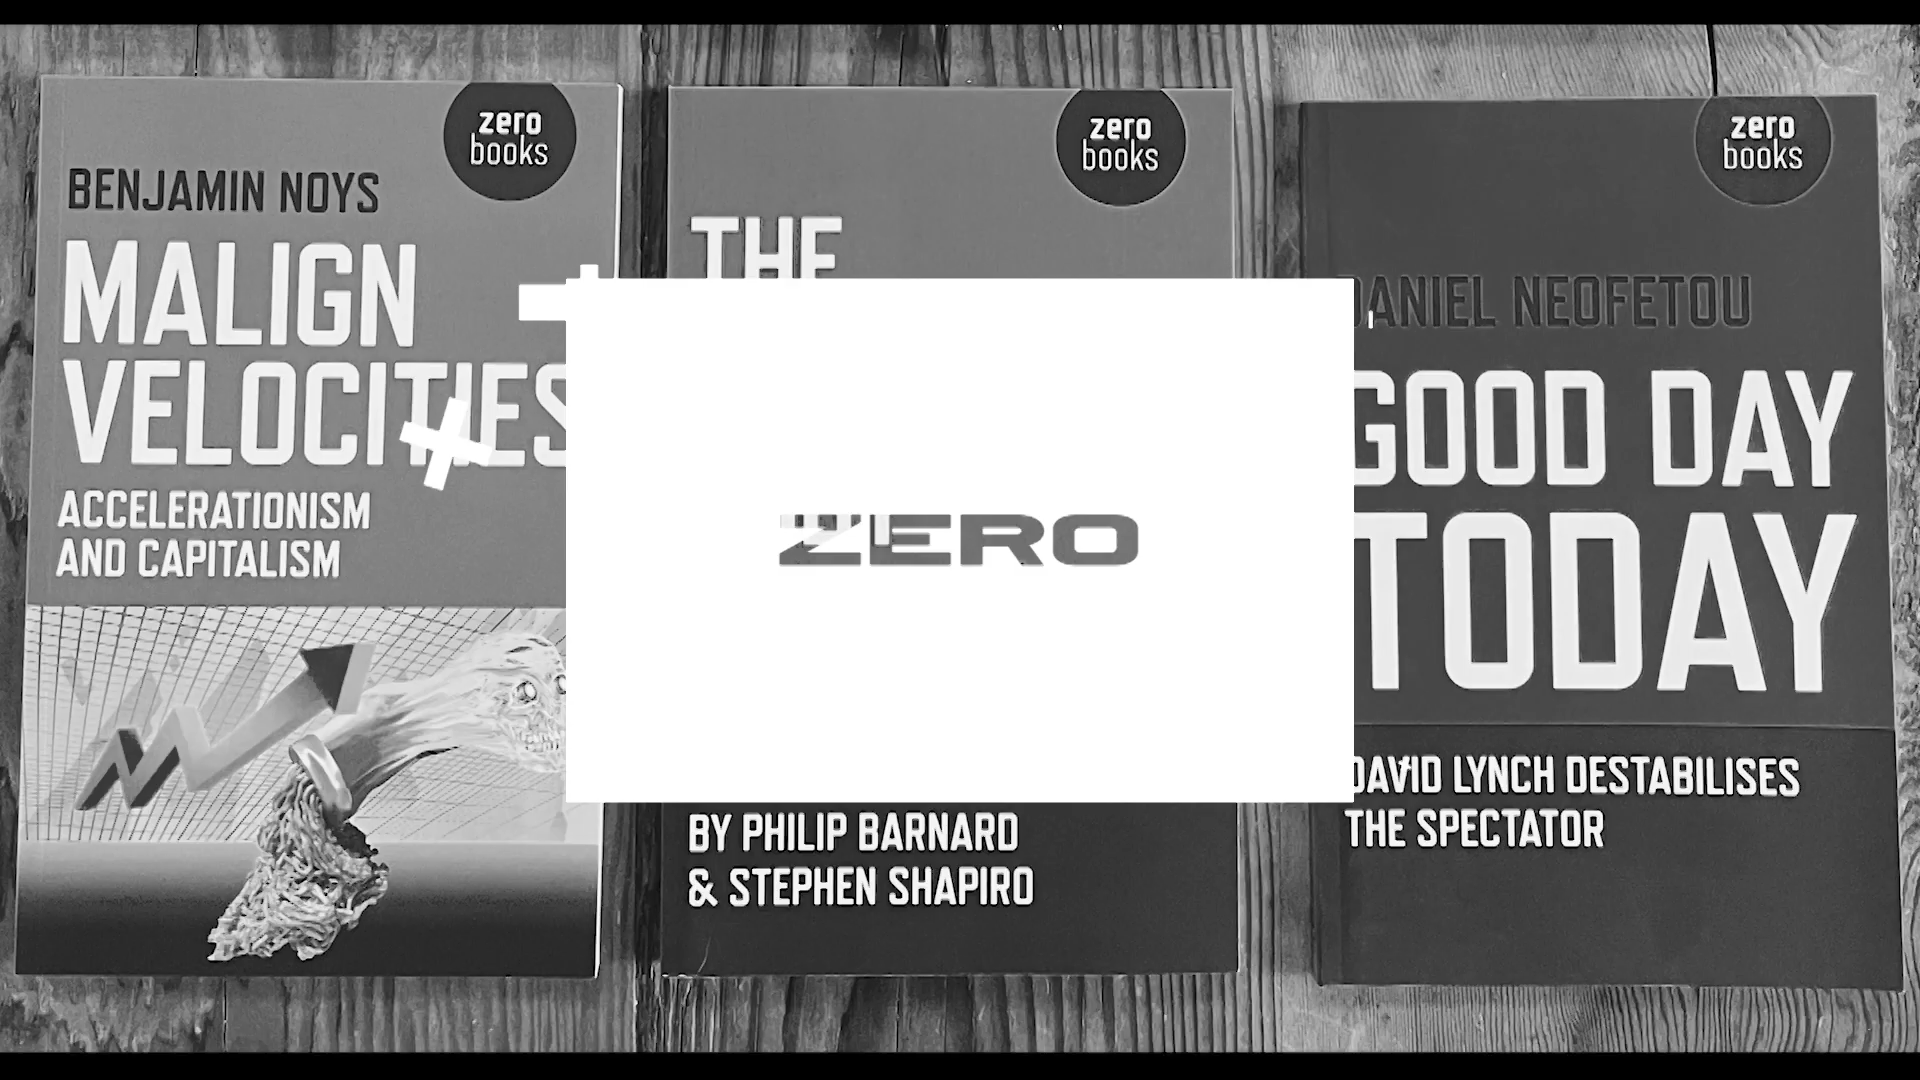 zero
books
BENJAMIN NOYS
MALIGN
VELOCITIES
ACCELERATIONISM
AND CAPITALISM
zero
books
THE
BY PHILIP BARNARD
& STEPHEN SHAPIRO
ZERO
zero
books
DANIEL NEOFETOU
GOOD DAY
TODAY
DAVID LYNCH DESTABILISES
THE SPECTATOR